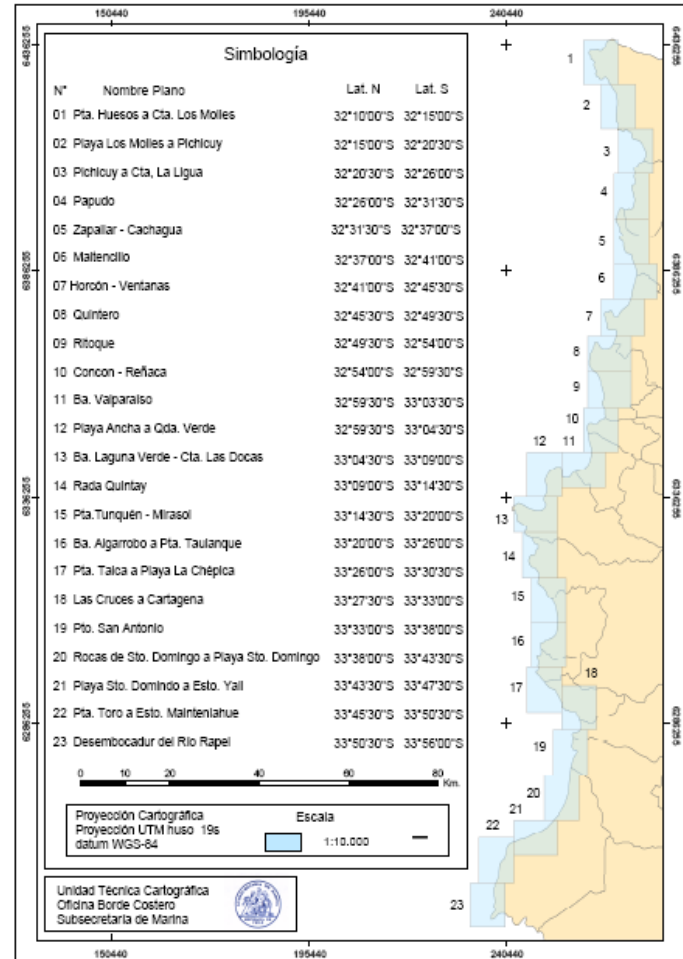 150440 195440 240440
6436255 6436255
Simbología
N° Nombre Plano Lat. N Lat. S
01 Pta. Huesos a Cta. Los Molles 32°10'00"S 32°15'00"S
02 Playa Los Molles a Pichicuy 32°15'00"S 32°20'30"S
03 Pichicuy a Cta, La Ligua 32°20'30"S 32°26'00"S
04 Papudo 32°26'00"S 32°31'30"S
05 Zapallar - Cachagua 32°31'30"S 32°37'00"S
06 Maitencillo 32°37'00"S 32°41'00"S
07 Horcón - Ventanas 32°41'00"S 32°45'30"S
08 Quintero 32°45'30"S 32°49'30"S
09 Ritoque 32°49'30"S 32°54'00"S
10 Concon - Reñaca 32°54'00"S 32°59'30"S
11 Ba. Valparaíso 32°59'30"S 33°03'30"S
12 Playa Ancha a Qda. Verde 32°59'30"S 33°04'30"S
13 Ba. Laguna Verde - Cta. Las Docas 33°04'30"S 33°09'00"S
14 Rada Quintay 33°09'00"S 33°14'30"S
15 Pta.Tunquén - Mirasol 33°14'30"S 33°20'00"S
16 Ba. Algarrobo a Pta. Taulanque 33°20'00"S 33°26'00"S
17 Pta. Talca a Playa La Chépica 33°26'00"S 33°30'30"S
18 Las Cruces a Cartagena 33°27'30"S 33°33'00"S
19 Pto. San Antonio 33°33'00"S 33°38'00"S
20 Rocas de Sto. Domingo a Playa Sto. Domingo 33°38'00"S 33°43'30"S
21 Playa Sto. Domindo a Esto. Yali 33°43'30"S 33°47'30"S
22 Pta. Toro a Esto. Maintenlahue 33°45'30"S 33°50'30"S
23 Desembocadur del Río Rapel 33°50'30"S 33°56'00"S
0 10 20 40 60 80
Km.
Proyección Cartográfica
Proyección UTM huso 19s
datum WGS-84
Escala
1:10.000
Unidad Técnica Cartográfica
Oficina Borde Costero
Subsecretaría de Marina
1
2
3
4
5
6
7
8
9
10
12 11
13
14
15
16
17 18
19
20
21
22
23
6386255 6386255
6336255 6336255
6286255 6286255
150440 195440 240440